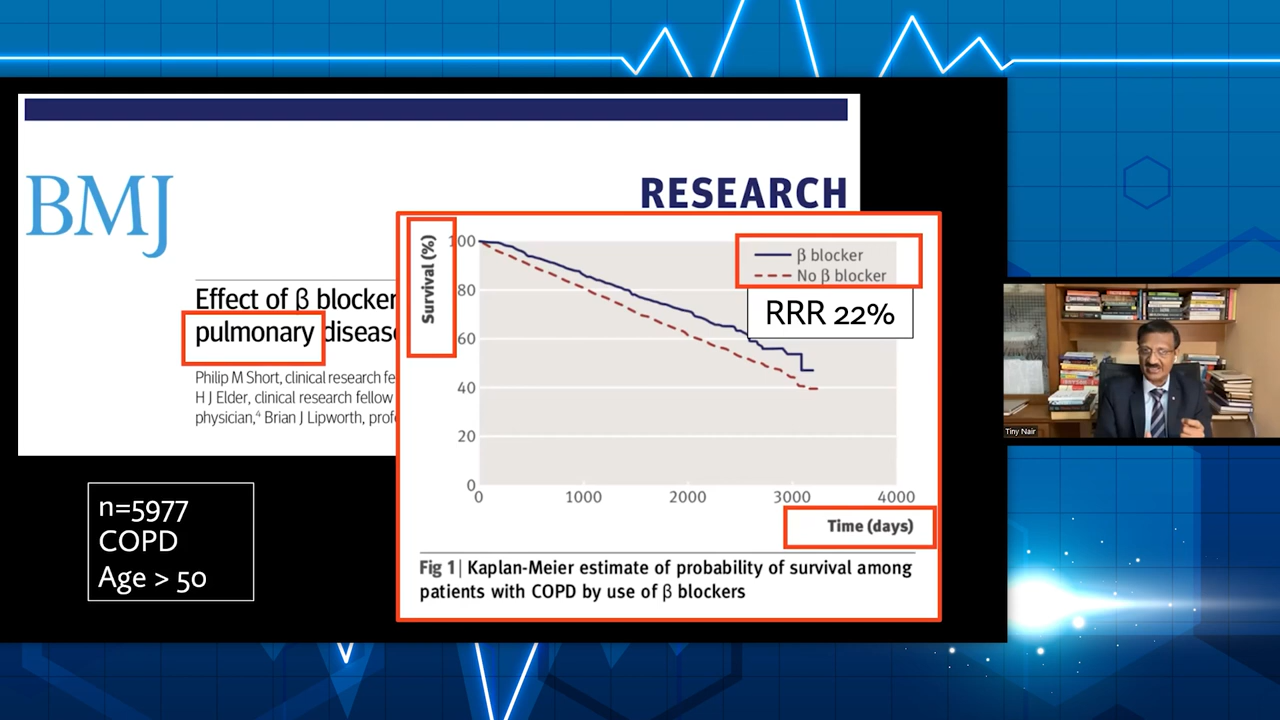 BMJ
RESEARCH
Effect of β blocker
pulmonary disease
Philip M Short, clinical research fe
H J Elder, clinical research fellow
physician,⁴ Brian J Lipworth, profe
Survival (%)
100
80
60
40
20
0
0 1000 2000 3000 4000
β blocker
No β blocker
RRR 22%
Time (days)
Fig 1| Kaplan-Meier estimate of probability of survival among
patients with COPD by use of β blockers
n=5977
COPD
Age > 50
Tiny Nair